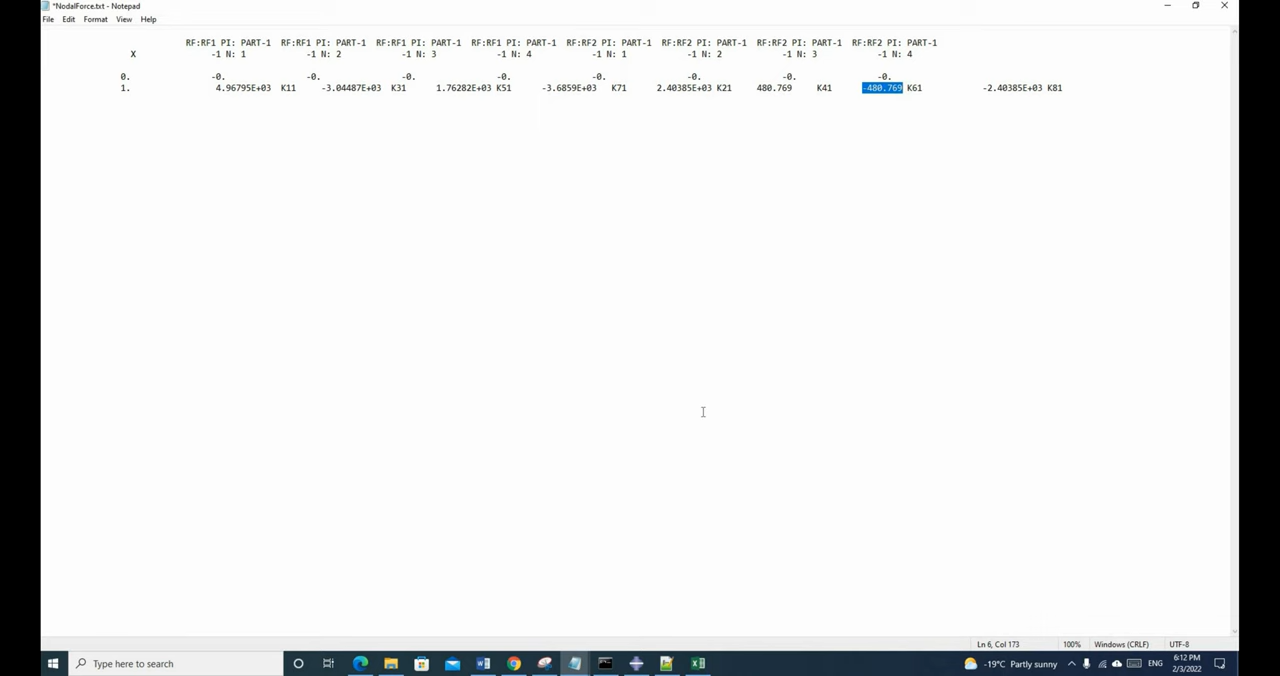 *NodalForce.txt - Notepad
File Edit Format View Help
RF:RF1 PI: PART-1 RF:RF1 PI: PART-1 RF:RF1 PI: PART-1 RF:RF1 PI: PART-1 RF:RF2 PI: PART-1 RF:RF2 PI: PART-1 RF:RF2 PI: PART-1 RF:RF2 PI: PART-1
X -1 N: 1 -1 N: 2 -1 N: 3 -1 N: 4 -1 N: 1 -1 N: 2 -1 N: 3 -1 N: 4
0. -0. -0. -0. -0. -0. -0. -0. -0.
1. 4.96795E+03 K11 -3.04487E+03 K31 1.76282E+03 K51 -3.6859E+03 K71 2.40385E+03 K21 480.769 K41 -480.769 K61 -2.40385E+03 K81
Ln 6, Col 173 100% Windows (CRLF) UTF-8
Type here to search
-19°C Partly sunny ENG
6:12 PM
2/3/2022